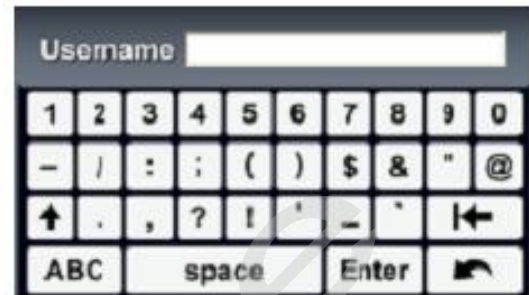 Username
1 2 3 4 5 6 7 8 9 0
- / : ; ( ) $ & " @
. , ? ! ' _ `
ABC space Enter